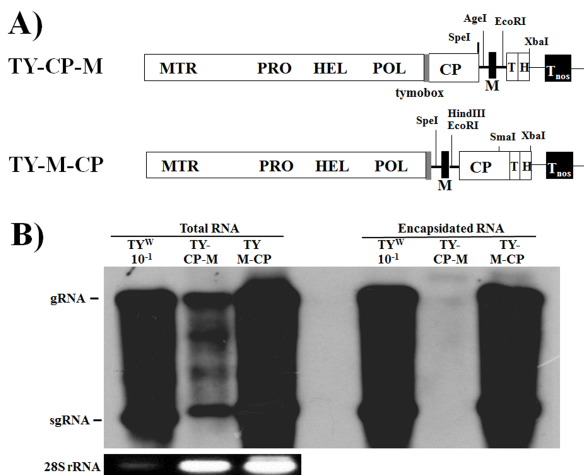 A)
TY-CP-M
MTR PRO HEL POL CP T H
SpeI AgeI EcoRI XbaI
M
tymobox
Tnos
TY-M-CP
MTR PRO HEL POL CP T H
SpeI HindIII EcoRI SmaI XbaI
M
Tnos
B)
Total RNA Encapsidated RNA
TYW TY- TY TYW TY- TY-
10-1 CP-M M-CP 10-1 CP-M M-CP
gRNA –
sgRNA –
28S rRNA